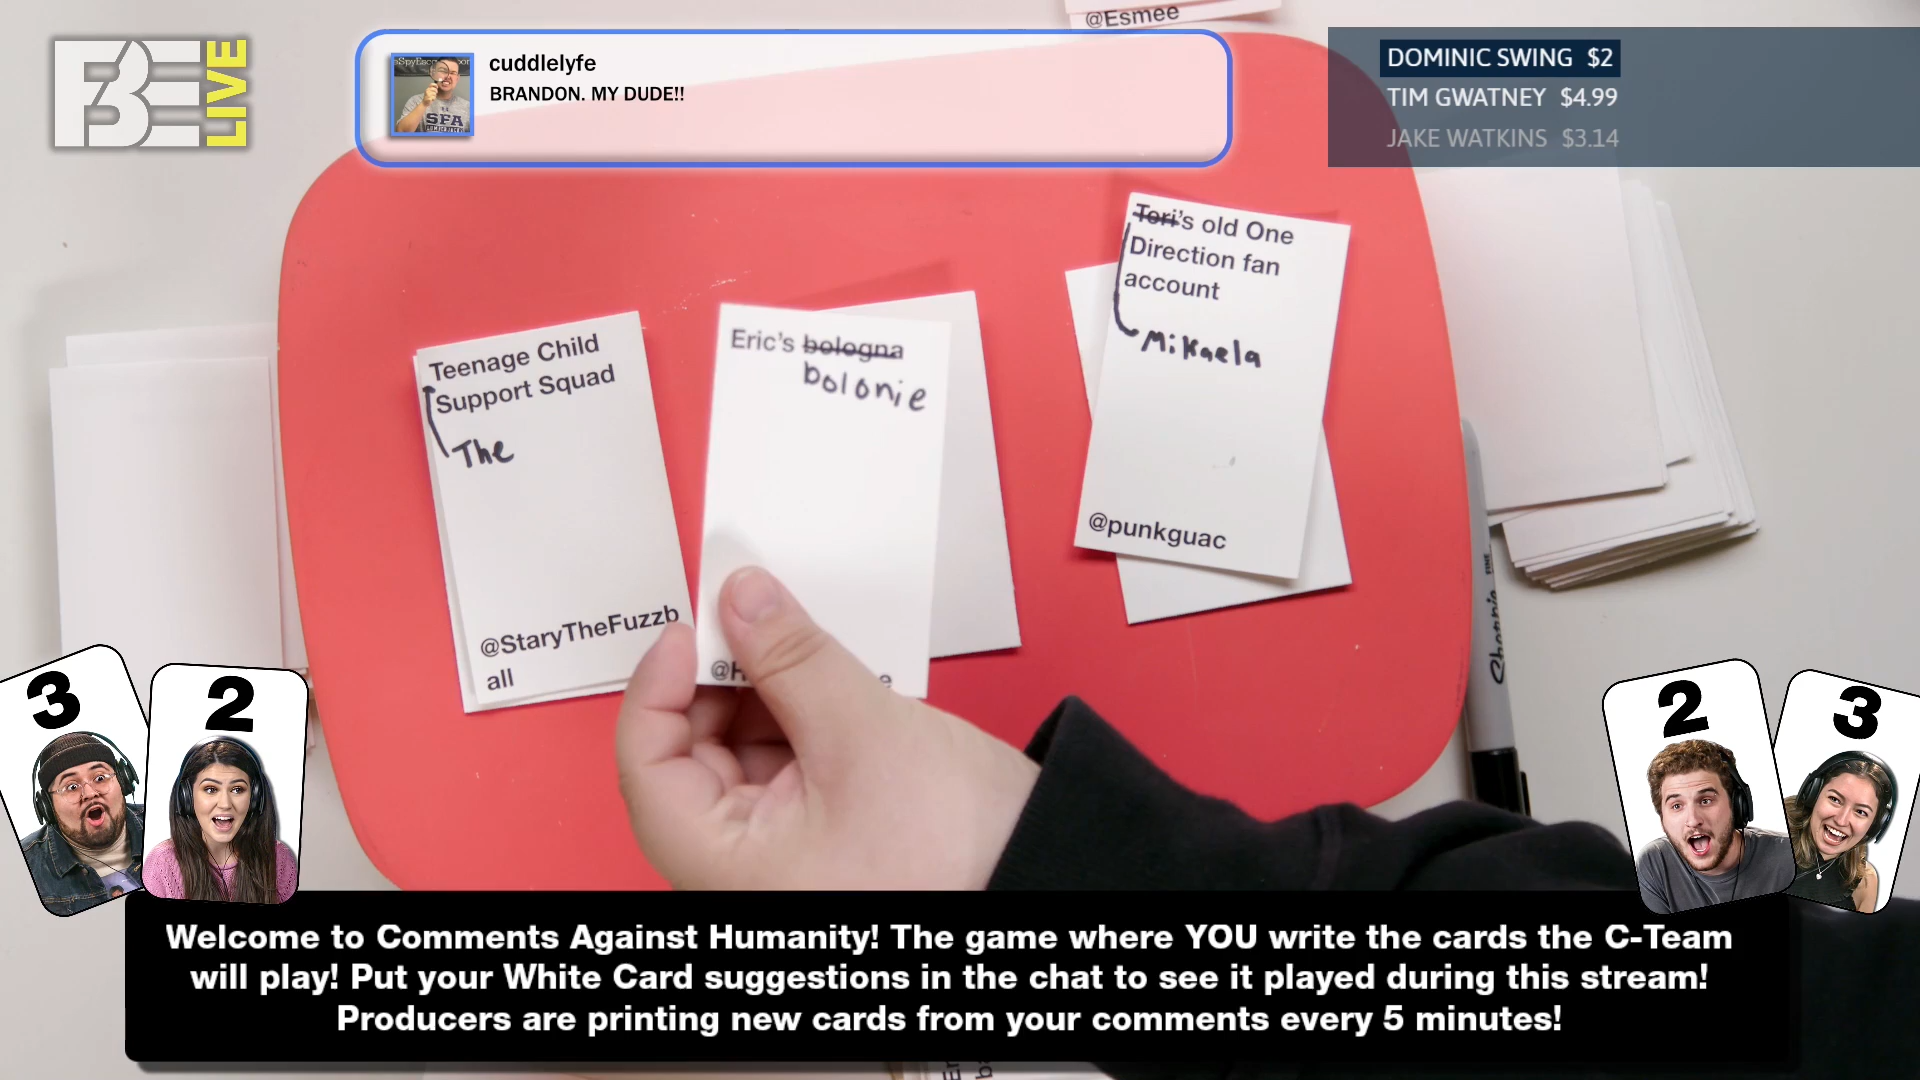 @Esmee
FBE LIVE
cuddlelyfe
BRANDON. MY DUDE!!
SFA
DOMINIC SWING $2
TIM GWATNEY $4.99
JAKE WATKINS $3.14
Teenage Child
Support Squad
The
@StaryTheFuzzb
all
Eric's bologna
bolonie
Tori's old One
Direction fan
account
Mikaela
@punkguac
Sharpie
3
2
2
3
Welcome to Comments Against Humanity! The game where YOU write the cards the C-Team
will play! Put your White Card suggestions in the chat to see it played during this stream!
Producers are printing new cards from your comments every 5 minutes!